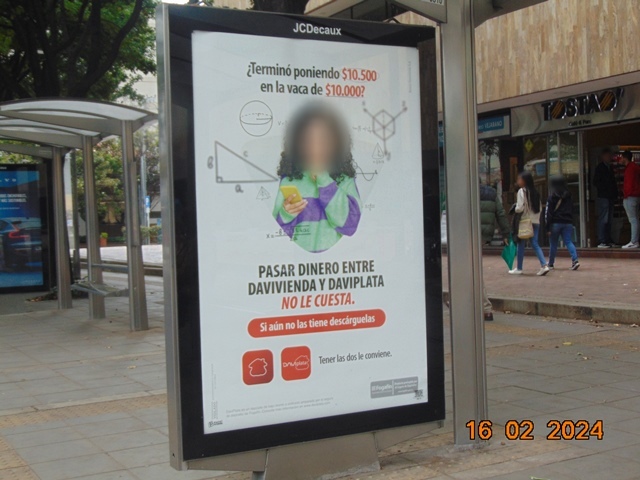 JCDecaux
¿Terminó poniendo $10.500
en la vaca de $10.000?
PASAR DINERO ENTRE
DAVIVIENDA Y DAVIPLATA
NO LE CUESTA.
Si aún no las tiene descárguelas
DaviPlata
Tener las dos le conviene.
TOSTAO'
16 02 2024